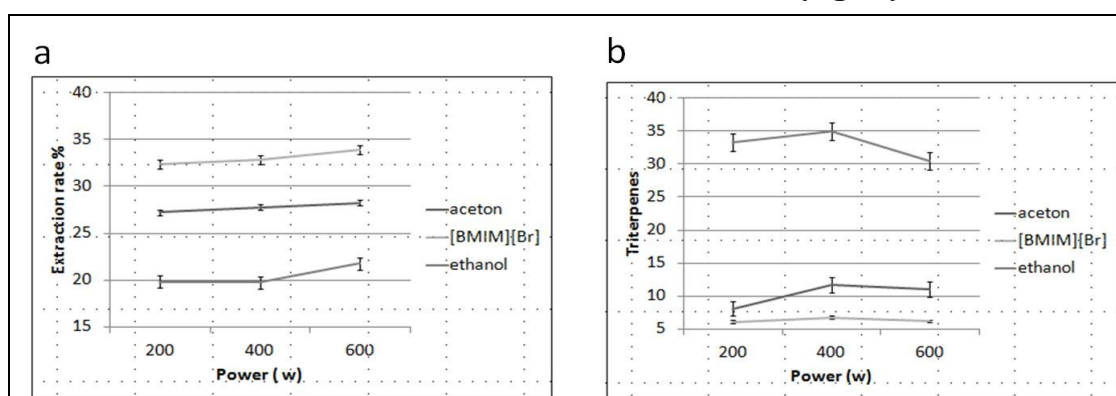 a
40
35
30
25
20
15
Extraction rate %
200 400 600
Power ( w)
aceton
[BMIM]{Br]
ethanol
b
40
35
30
25
20
15
10
5
Triterpenes
200 400 600
Power (w)
aceton
[BMIM]{Br]
ethanol